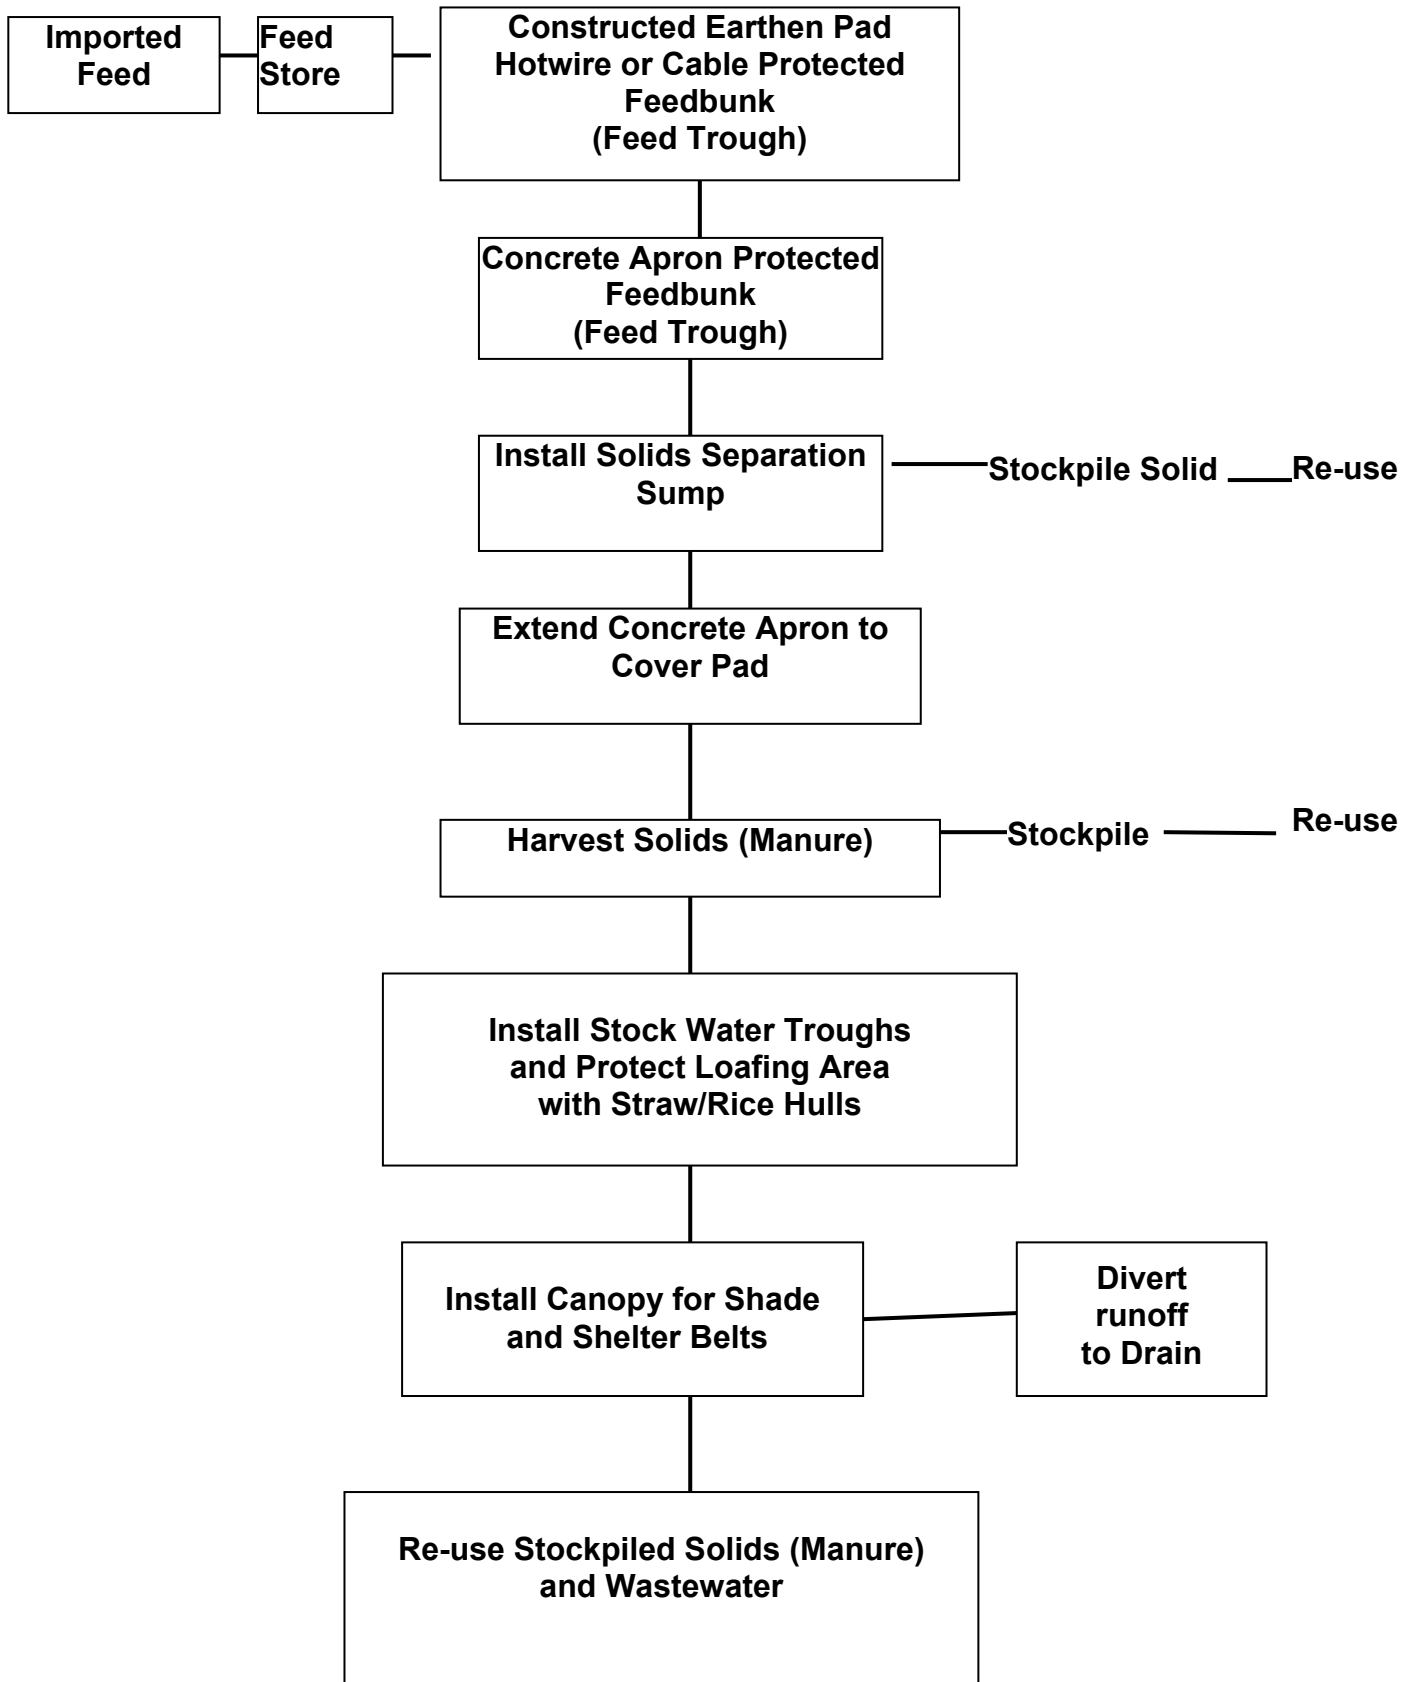 Imported
Feed
Feed
Store
Constructed Earthen Pad
Hotwire or Cable Protected
Feedbunk
(Feed Trough)
Concrete Apron Protected
Feedbunk
(Feed Trough)
Install Solids Separation
Sump
Stockpile Solid
Re-use
Extend Concrete Apron to
Cover Pad
Harvest Solids (Manure)
Stockpile
Re-use
Install Stock Water Troughs
and Protect Loafing Area
with Straw/Rice Hulls
Install Canopy for Shade
and Shelter Belts
Divert
runoff
to Drain
Re-use Stockpiled Solids (Manure)
and Wastewater